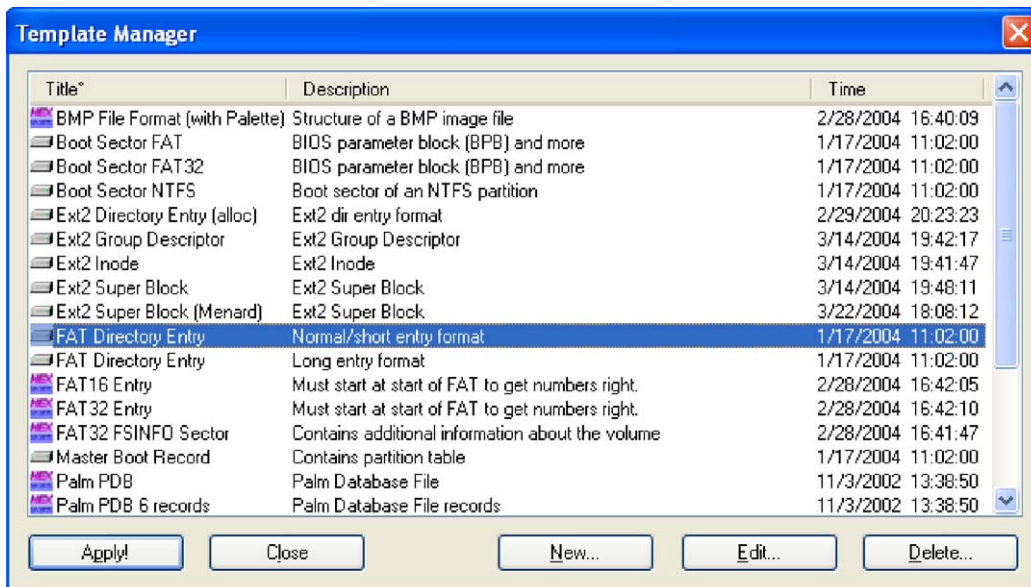 Template Manager
Title* Description Time
BMP File Format (with Palette) Structure of a BMP image file 2/28/2004 16:40:09
Boot Sector FAT BIOS parameter block (BPB) and more 1/17/2004 11:02:00
Boot Sector FAT32 BIOS parameter block (BPB) and more 1/17/2004 11:02:00
Boot Sector NTFS Boot sector of an NTFS partition 1/17/2004 11:02:00
Ext2 Directory Entry (alloc) Ext2 dir entry format 2/29/2004 20:23:23
Ext2 Group Descriptor Ext2 Group Descriptor 3/14/2004 19:42:17
Ext2 Inode Ext2 Inode 3/14/2004 19:41:47
Ext2 Super Block Ext2 Super Block 3/14/2004 19:48:11
Ext2 Super Block (Menard) Ext2 Super Block 3/22/2004 18:08:12
FAT Directory Entry Normal/short entry format 1/17/2004 11:02:00
FAT Directory Entry Long entry format 1/17/2004 11:02:00
FAT16 Entry Must start at start of FAT to get numbers right. 2/28/2004 16:42:05
FAT32 Entry Must start at start of FAT to get numbers right. 2/28/2004 16:42:10
FAT32 FSINFO Sector Contains additional information about the volume 2/28/2004 16:41:47
Master Boot Record Contains partition table 1/17/2004 11:02:00
Palm PDB Palm Database File 11/3/2002 13:38:50
Palm PDB 6 records Palm Database File records 11/3/2002 13:38:50
Apply! Close New... Edit... Delete...